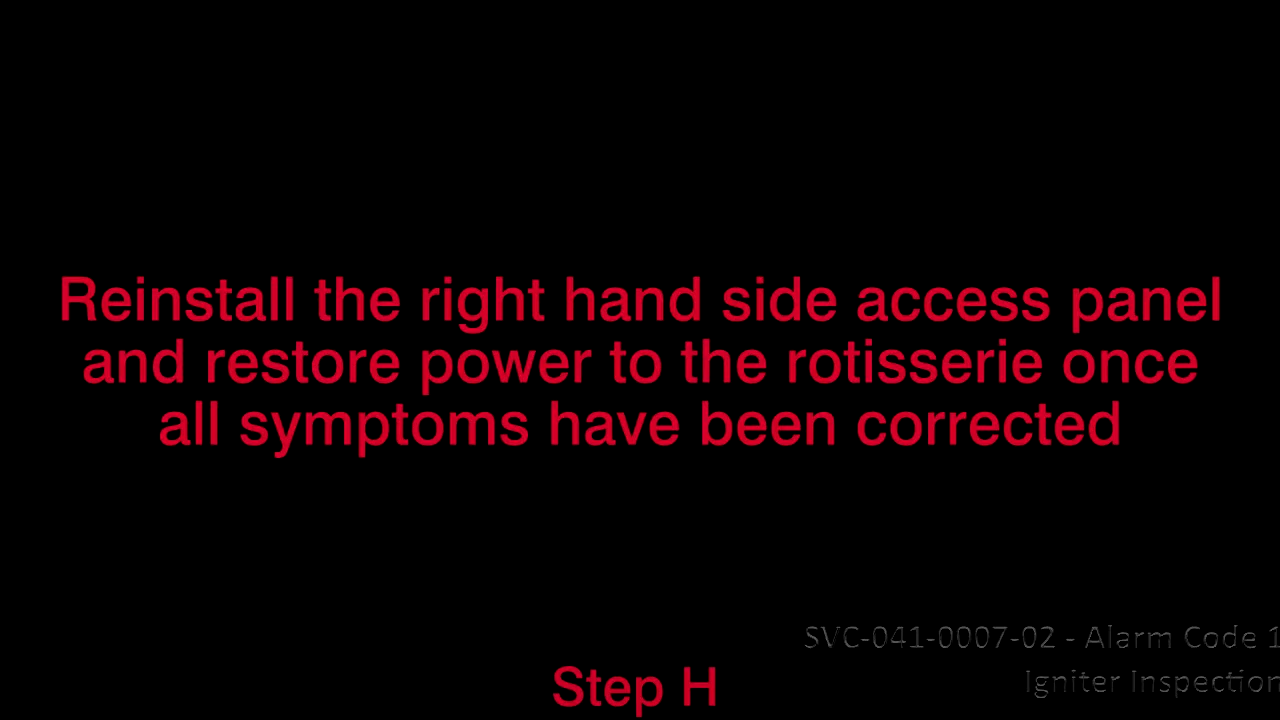 Reinstall the right hand side access panel
and restore power to the rotisserie once
all symptoms have been corrected
SVC-041-0007-02 - Alarm Code 1
Igniter Inspection
Step H